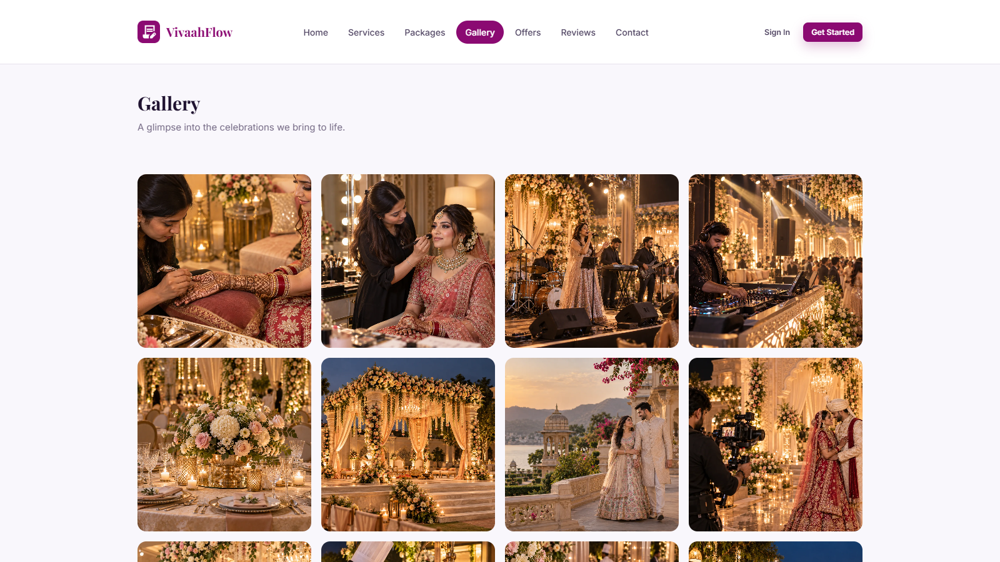 VivaahFlow
Home
Services
Packages
Gallery
Offers
Reviews
Contact
Sign In
Get Started
Gallery
A glimpse into the celebrations we bring to life.